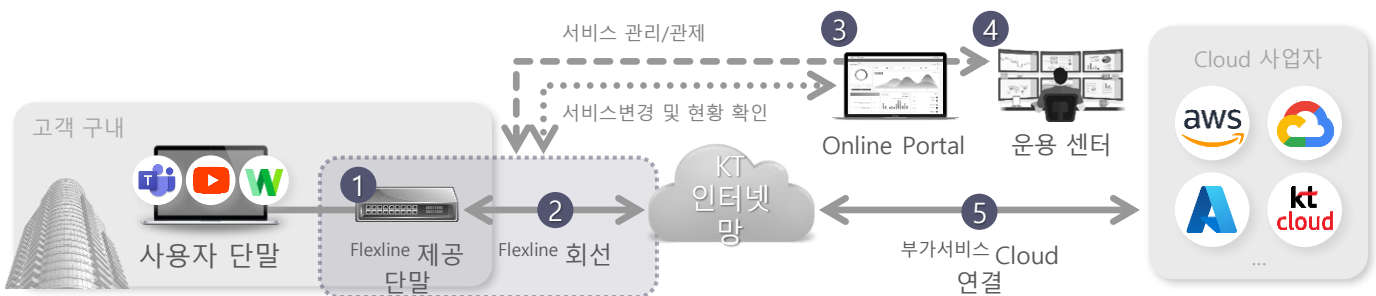 서비스 관리/관제
3
4
서비스변경 및 현황 확인
Online Portal
운용 센터
Cloud 사업자
aws
kt
cloud
...
고객 구내
사용자 단말
1
Flexline 제공
단말
2
Flexline 회선
KT
인터넷
망
5
부가서비스 Cloud
연결